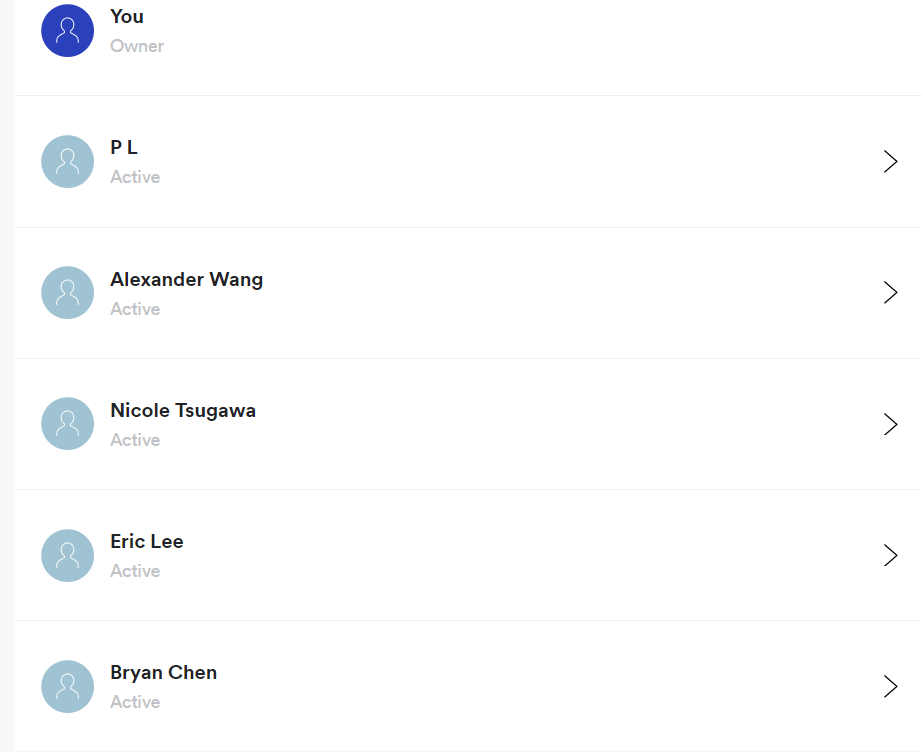 You
Owner
P L
Active
Alexander Wang
Active
Nicole Tsugawa
Active
Eric Lee
Active
Bryan Chen
Active